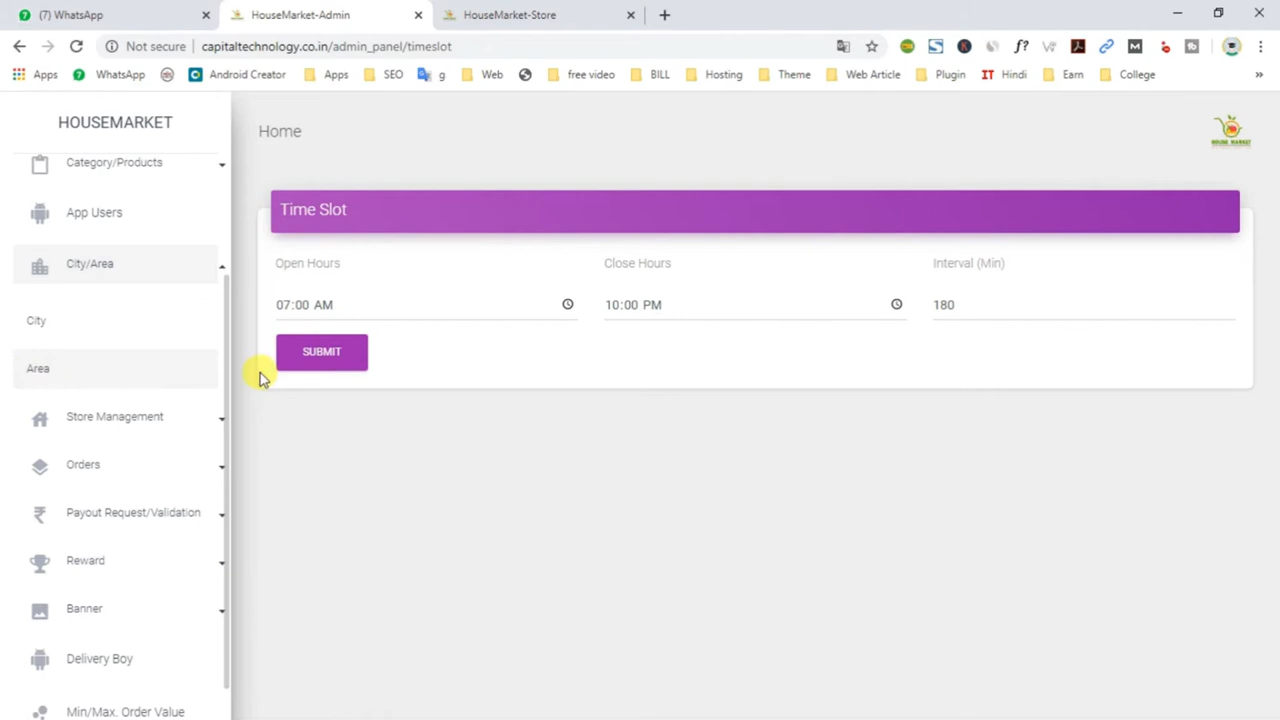 (7) WhatsApp
HouseMarket-Admin
HouseMarket-Store
Not secure
capitaltechnology.co.in/admin_panel/timeslot
Apps
WhatsApp
Android Creator
Apps
SEO
g
Web
free video
BILL
Hosting
Theme
Web Article
Plugin
IT Hindi
Earn
College
HOUSEMARKET
Category/Products
App Users
City/Area
City
Area
Store Management
Orders
Payout Request/Validation
Reward
Banner
Delivery Boy
Min/Max. Order Value
Home
HOUSE MARKET
Time Slot
Open Hours
Close Hours
Interval (Min)
07:00 AM
10:00 PM
180
SUBMIT